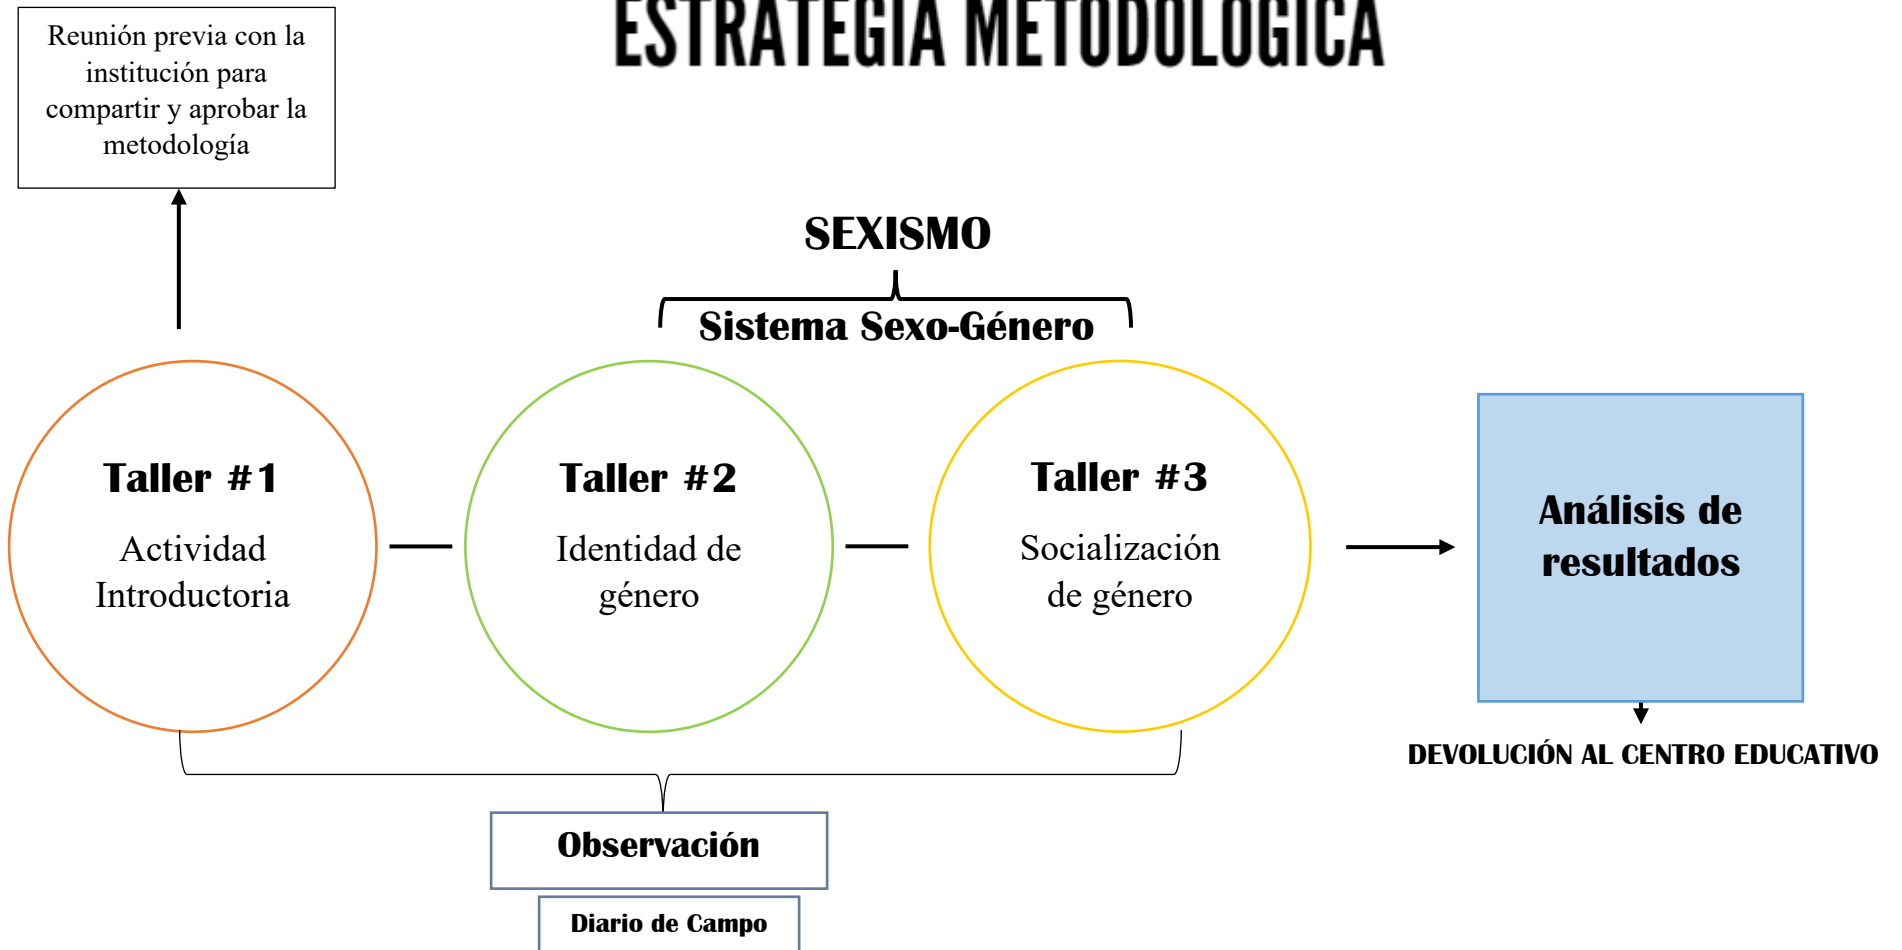 ESTRATEGIA METODOLÓGICA
Reunión previa con la
institución para
compartir y aprobar la
metodología
SEXISMO
Sistema Sexo-Género
Taller #1
Actividad
Introductoria
Taller #2
Identidad de
género
Taller #3
Socialización
de género
Análisis de
resultados
DEVOLUCIÓN AL CENTRO EDUCATIVO
Observación
Diario de Campo